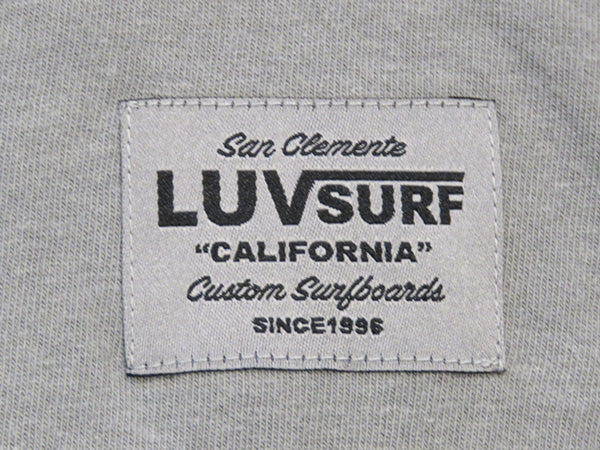 San Clemente
LUVSURF
"CALIFORNIA"
Custom Surfboards
SINCE1996